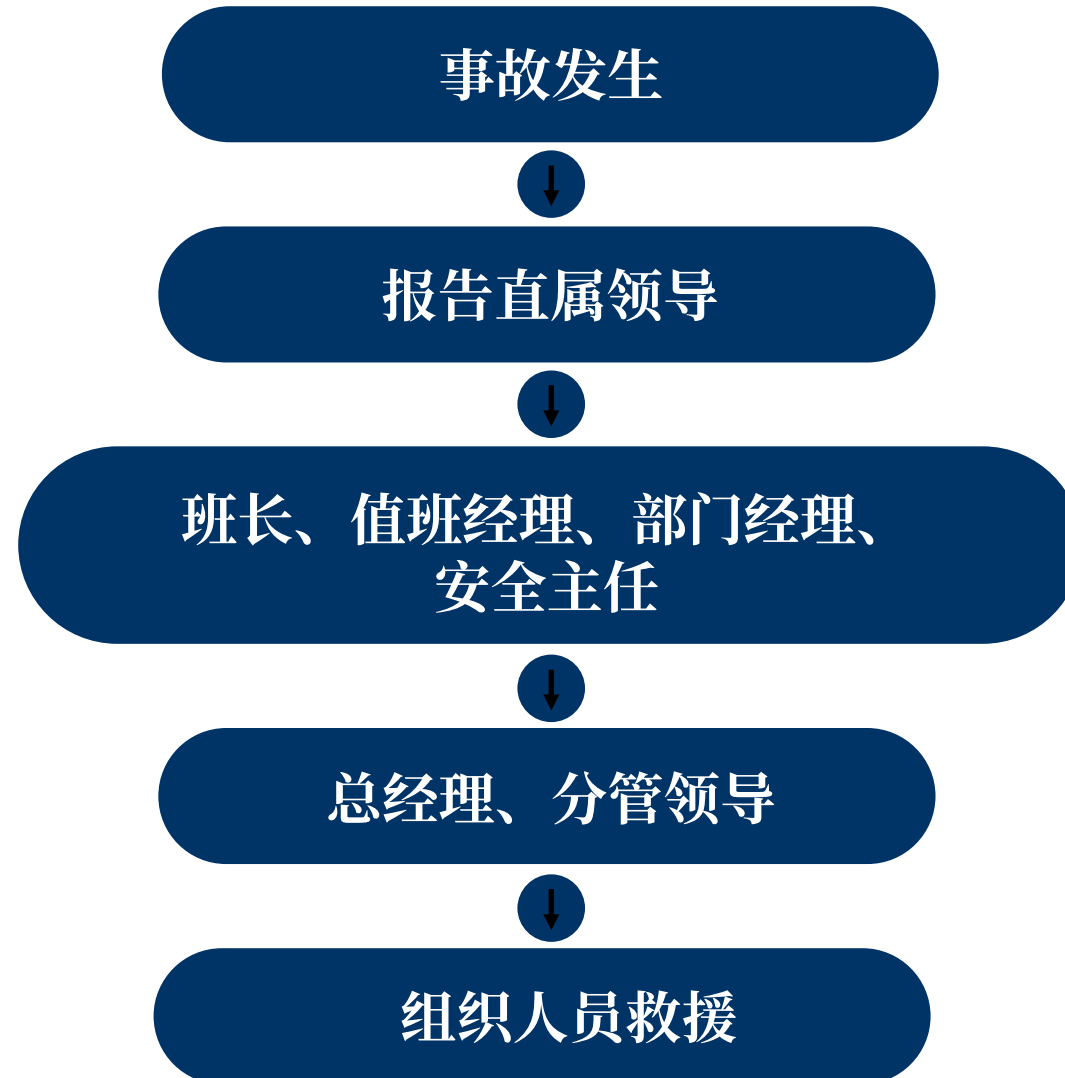 事故发生
报告直属领导
班长、值班经理、部门经理、
安全主任
总经理、分管领导
组织人员救援